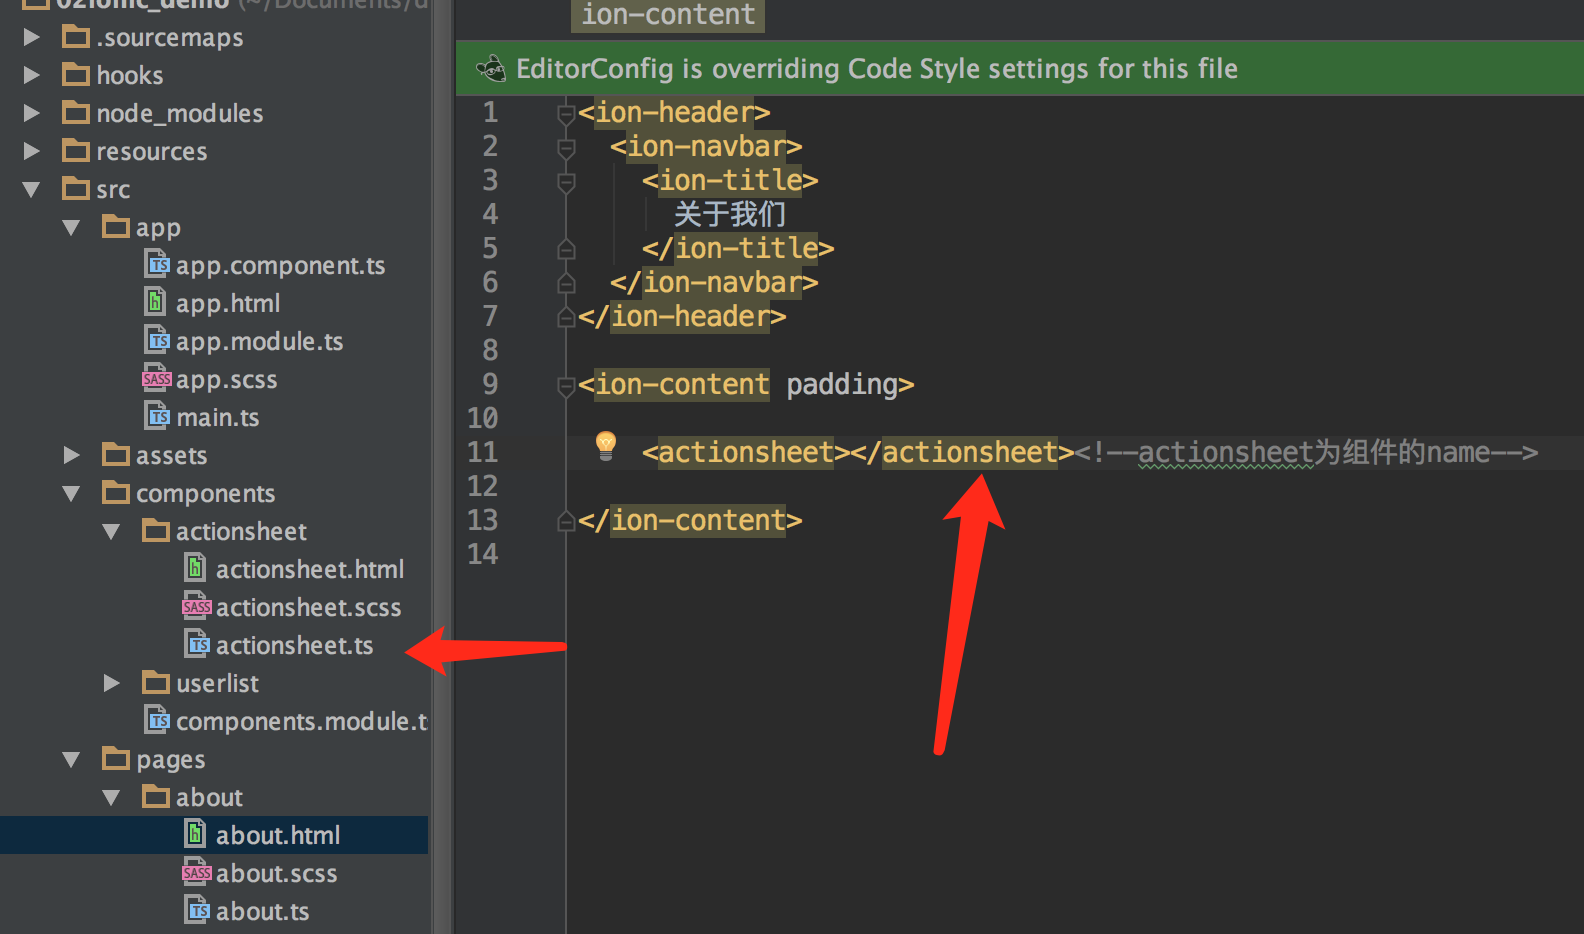 02ionic_demo (~/Documents/d
.sourcemaps
hooks
node_modules
resources
src
app
app.component.ts
app.html
app.module.ts
app.scss
main.ts
assets
components
actionsheet
actionsheet.html
actionsheet.scss
actionsheet.ts
userlist
components.module.t
pages
about
about.html
about.scss
about.ts
ion-content
EditorConfig is overriding Code Style settings for this file
1 <ion-header>
2 <ion-navbar>
3 <ion-title>
4 关于我们
5 </ion-title>
6 </ion-navbar>
7 </ion-header>
8
9 <ion-content padding>
10
11 <actionsheet></actionsheet><!--actionsheet为组件的name-->
12
13 </ion-content>
14